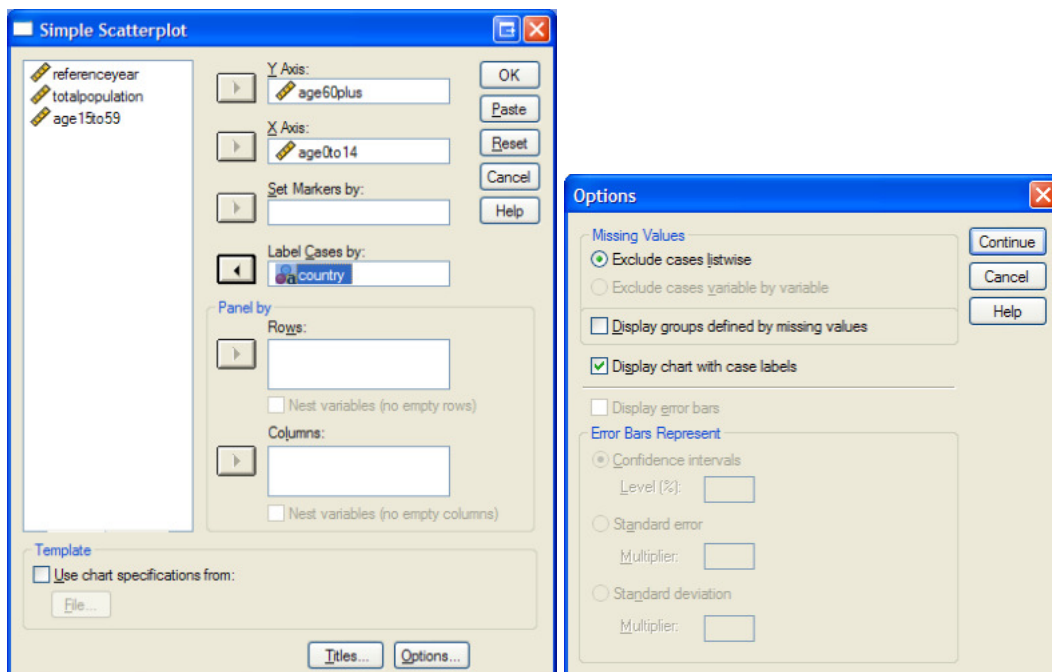 Simple Scatterplot
referenceyear
totalpopulation
age15to59
Y Axis:
age60plus
X Axis:
age0to14
Set Markers by:
Label Cases by:
country
Panel by
Rows:
Nest variables (no empty rows)
Columns:
Nest variables (no empty columns)
OK
Paste
Reset
Cancel
Help
Template
Use chart specifications from:
File...
Titles...
Options...
Options
Missing Values
Exclude cases listwise
Exclude cases variable by variable
Display groups defined by missing values
Display chart with case labels
Display error bars
Error Bars Represent
Confidence intervals
Level (%):
Standard error
Multiplier:
Standard deviation
Multiplier:
Continue
Cancel
Help